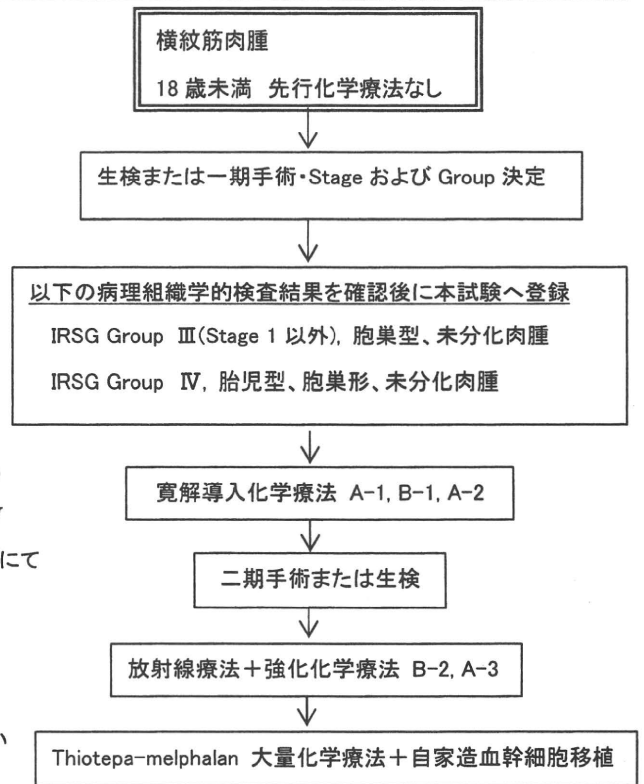 横紋筋肉腫
18 歳未満 先行化学療法なし
生検または一期手術・Stage および Group 決定
以下の病理組織学的検査結果を確認後に本試験へ登録
IRSG Group Ⅲ(Stage 1 以外), 胞巣型、未分化肉腫
IRSG Group Ⅳ, 胎児型、胞巣形、未分化肉腫
寛解導入化学療法 A-1, B-1, A-2
にて
二期手術または生検
放射線療法＋強化化学療法 B-2, A-3
Thiotepa-melphalan 大量化学療法＋自家造血幹細胞移植